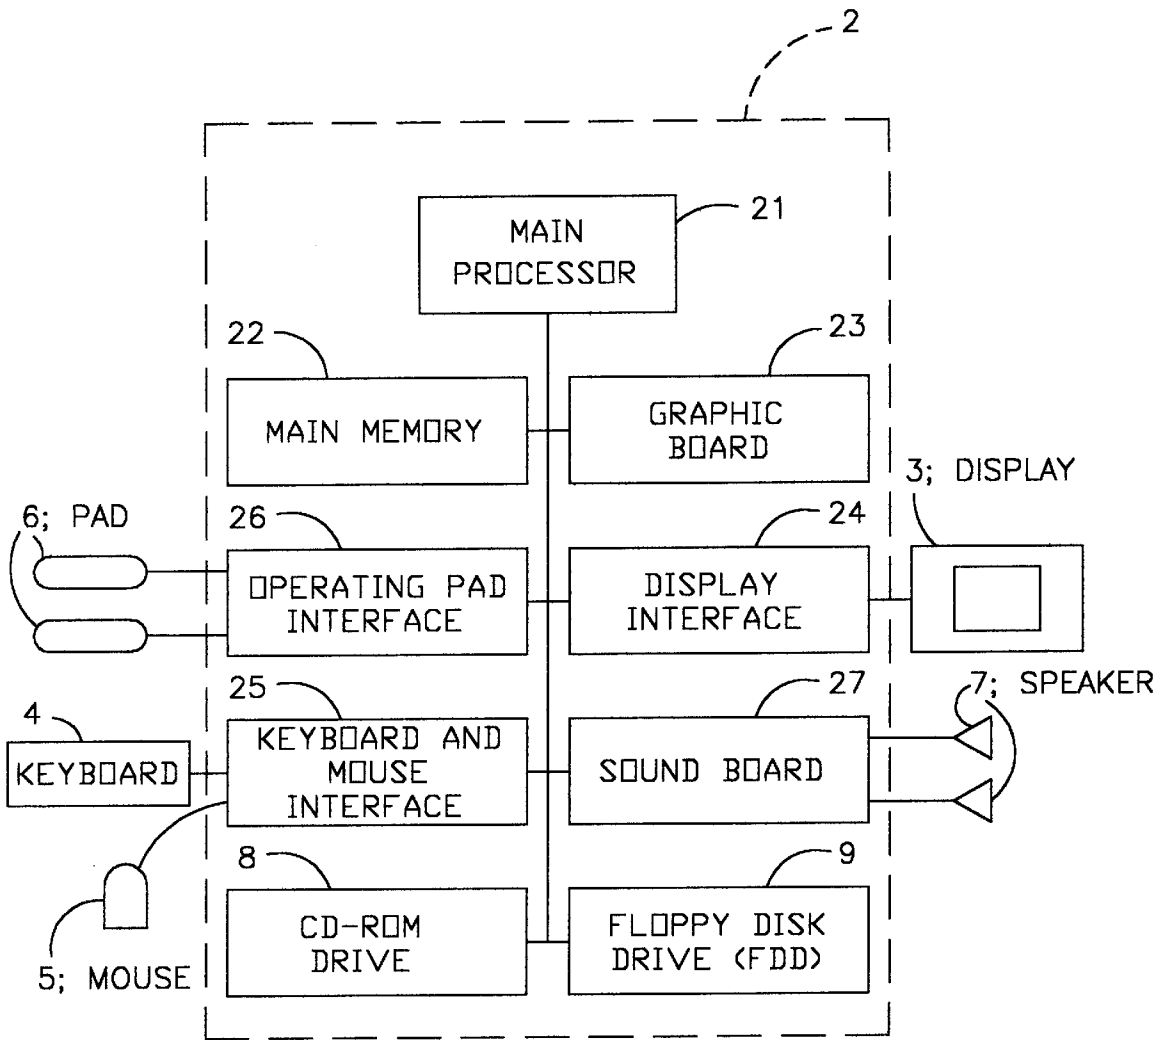 2
21
MAIN
PROCESSOR
22
23
MAIN MEMORY
GRAPHIC
BOARD
3; DISPLAY
6; PAD
26
24
OPERATING PAD
INTERFACE
DISPLAY
INTERFACE
25
27
7; SPEAKER
4
KEYBOARD
KEYBOARD AND
MOUSE
INTERFACE
SOUND BOARD
8
9
5; MOUSE
CD-ROM
DRIVE
FLOPPY DISK
DRIVE (FDD)